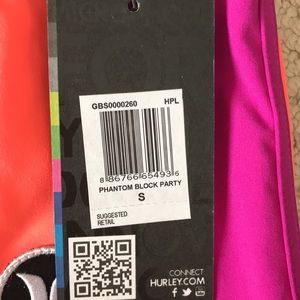 GBS0000260 HPL
8 86766 65493 6
PHANTOM BLOCK PARTY
S
SUGGESTED
RETAIL
CONNECT:
HURLEY.COM